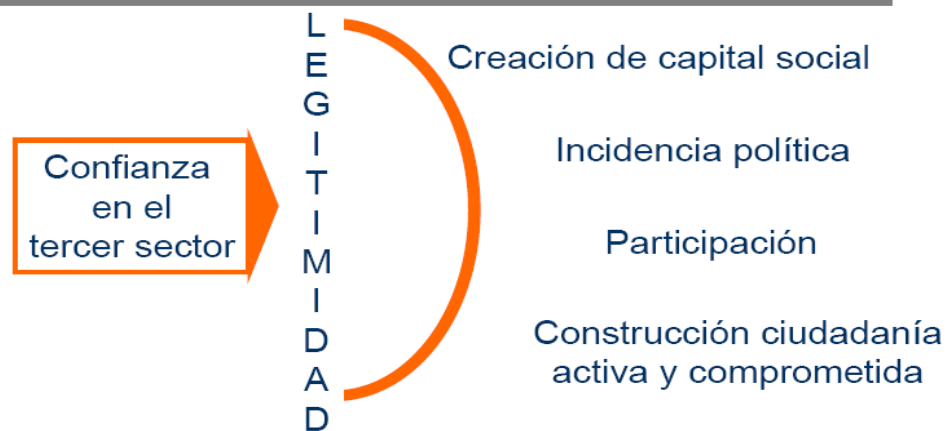 Confianza
en el
tercer sector
L
E
G
I
T
I
M
I
D
A
D
Creación de capital social
Incidencia política
Participación
Construcción ciudadanía
activa y comprometida